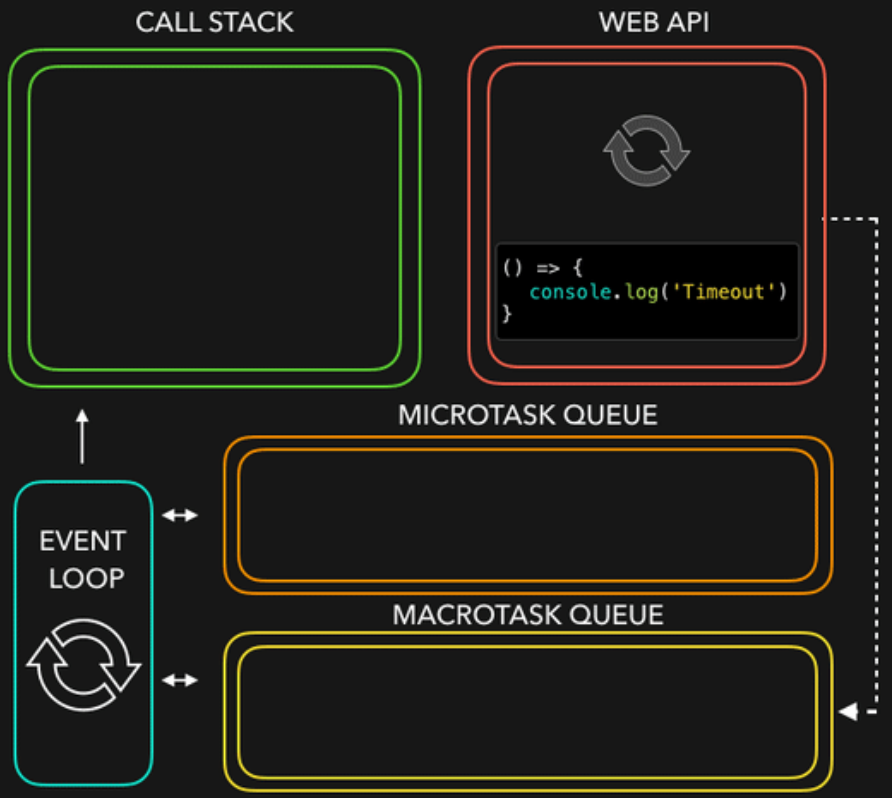 CALL STACK
WEB API
() => {
console.log('Timeout')
}
MICROTASK QUEUE
EVENT
LOOP
MACROTASK QUEUE